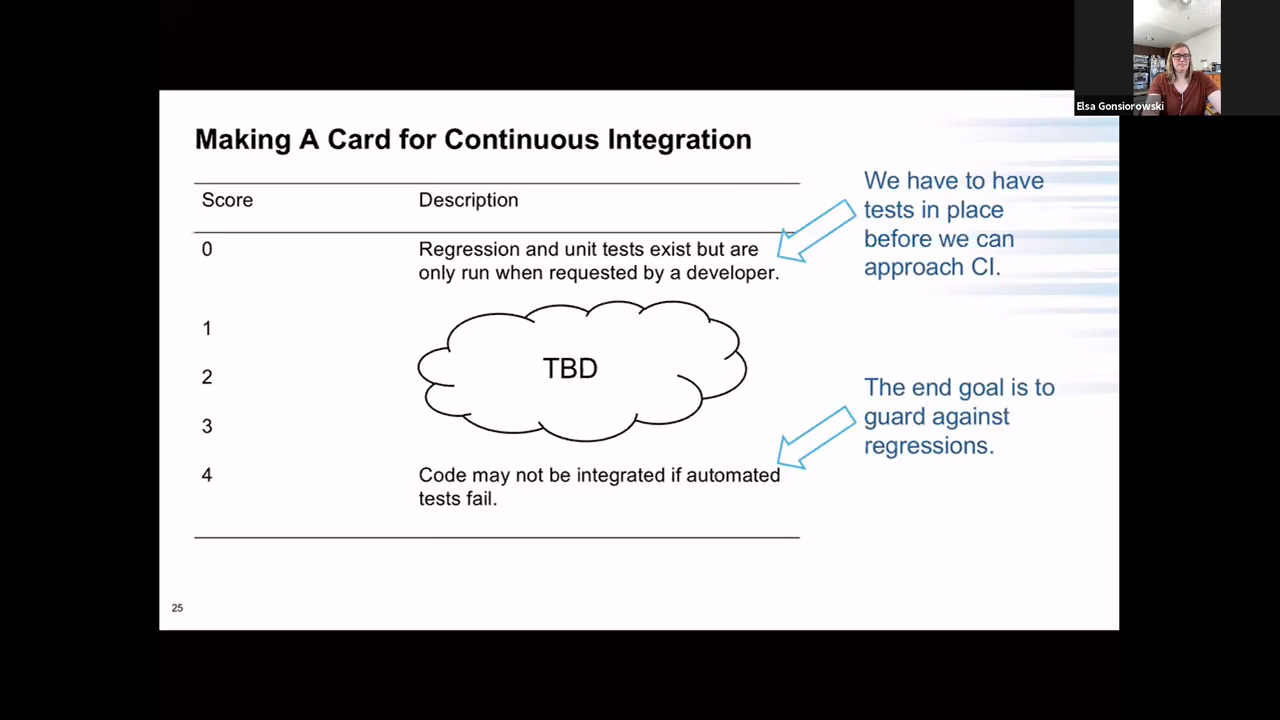 Elsa Gonsiorowski
Making A Card for Continuous Integration
Score Description
0 Regression and unit tests exist but are
only run when requested by a developer.
1
TBD
2
3
4 Code may not be integrated if automated
tests fail.
We have to have
tests in place
before we can
approach CI.
The end goal is to
guard against
regressions.
25